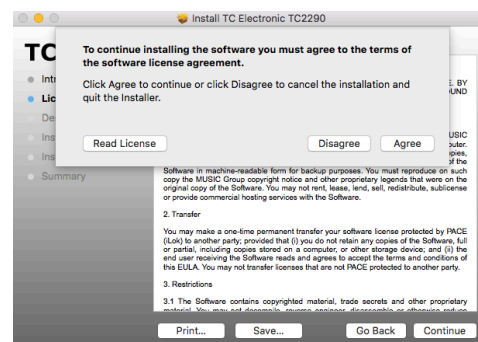 Install TC Electronic TC2290
TC
To continue installing the software you must agree to the terms of
the software license agreement.
Click Agree to continue or click Disagree to cancel the installation and
quit the Installer.
Read License
Disagree
Agree
Summary
Software in machine-readable form for backup purposes. You must reproduce on such
copy the MUSIC Group copyright notice and other proprietary legends that were on the
original copy of the Software. You may not rent, lease, lend, sell, redistribute, sublicense
or provide commercial hosting services with the Software.
2. Transfer
You may make a one-time permanent transfer your software license protected by PACE
(iLok) to another party; provided that (i) you do not retain any copies of the Software, full
or partial, including copies stored on a computer, or other storage device; and (ii) the
end user receiving the Software reads and agrees to accept the terms and conditions of
this EULA. You may not transfer licenses that are not PACE protected to another party.
3. Restrictions
3.1 The Software contains copyrighted material, trade secrets and other proprietary
Print...
Save...
Go Back
Continue